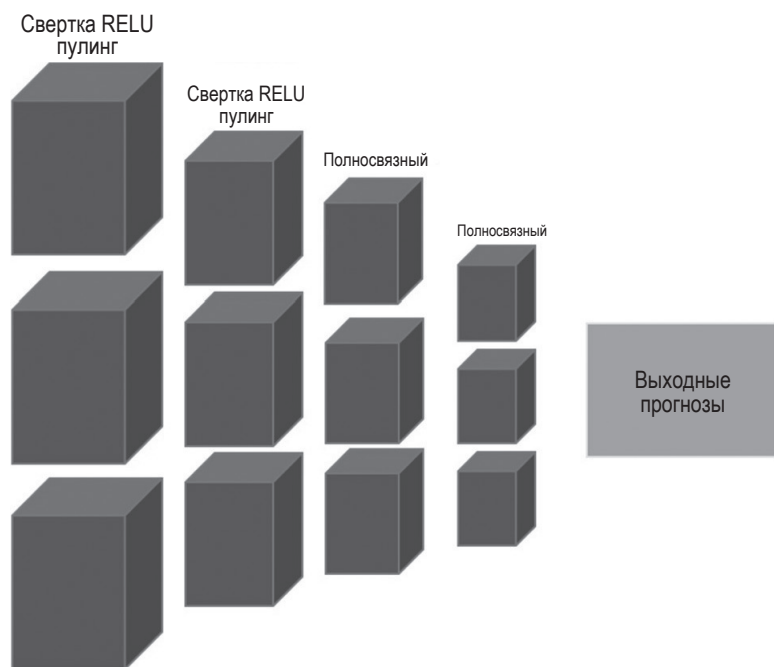 Свертка RELU
пулинг
Свертка RELU
пулинг
Полносвязный
Полносвязный
Выходные
прогнозы